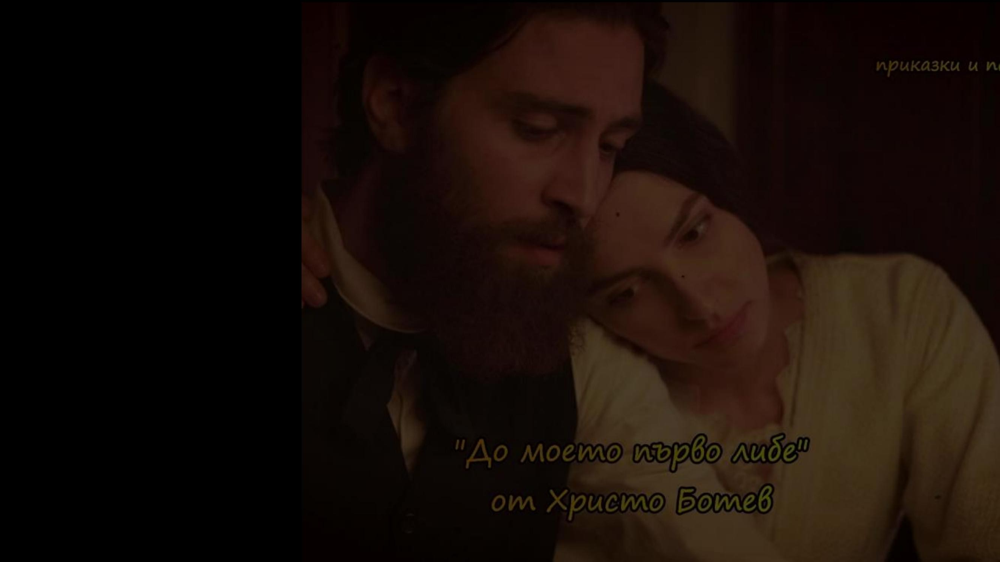 приказки и
"До моето първо либе"
от Христо Ботев